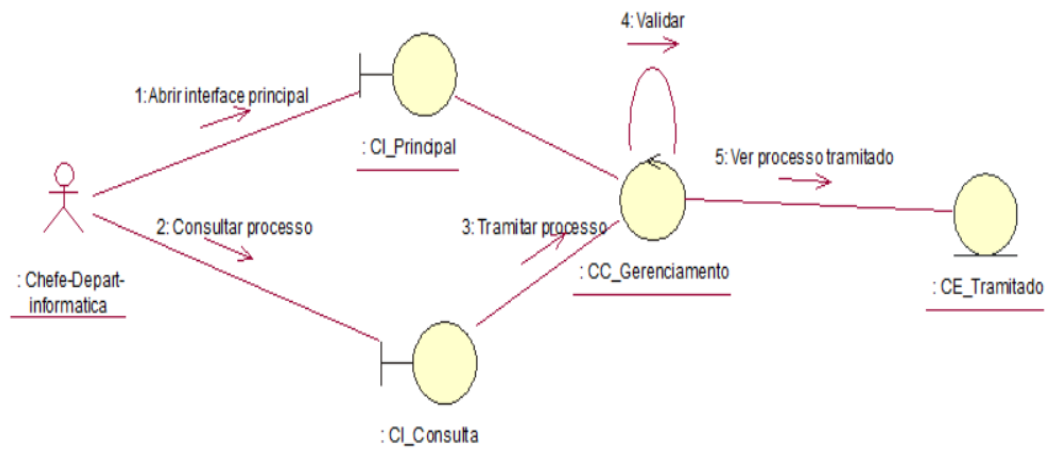 4: Validar
1: Abrir interface principal
: CI_Principal
5: Ver processo tramitado
2: Consultar processo
3: Tramitar processo
: Chefe-Depart-
informatica
: CC_Gerenciamento
: CE_Tramitado
: CI_Consulta